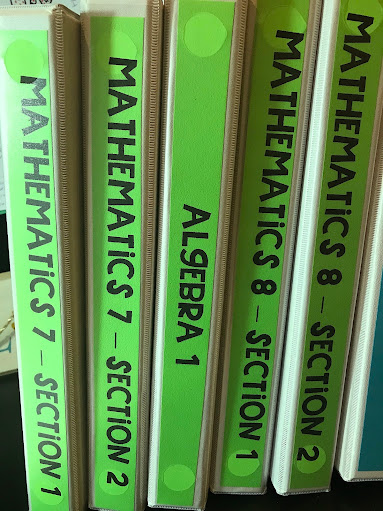 MATHEMATiCS 7 – SECTiON 1
MATHEMATiCS 7 – SECTiON 2
ALGEBRA 1
MATHEMATiCS 8 – SECTiON 1
MATHEMATiCS 8 – SECTiON 2